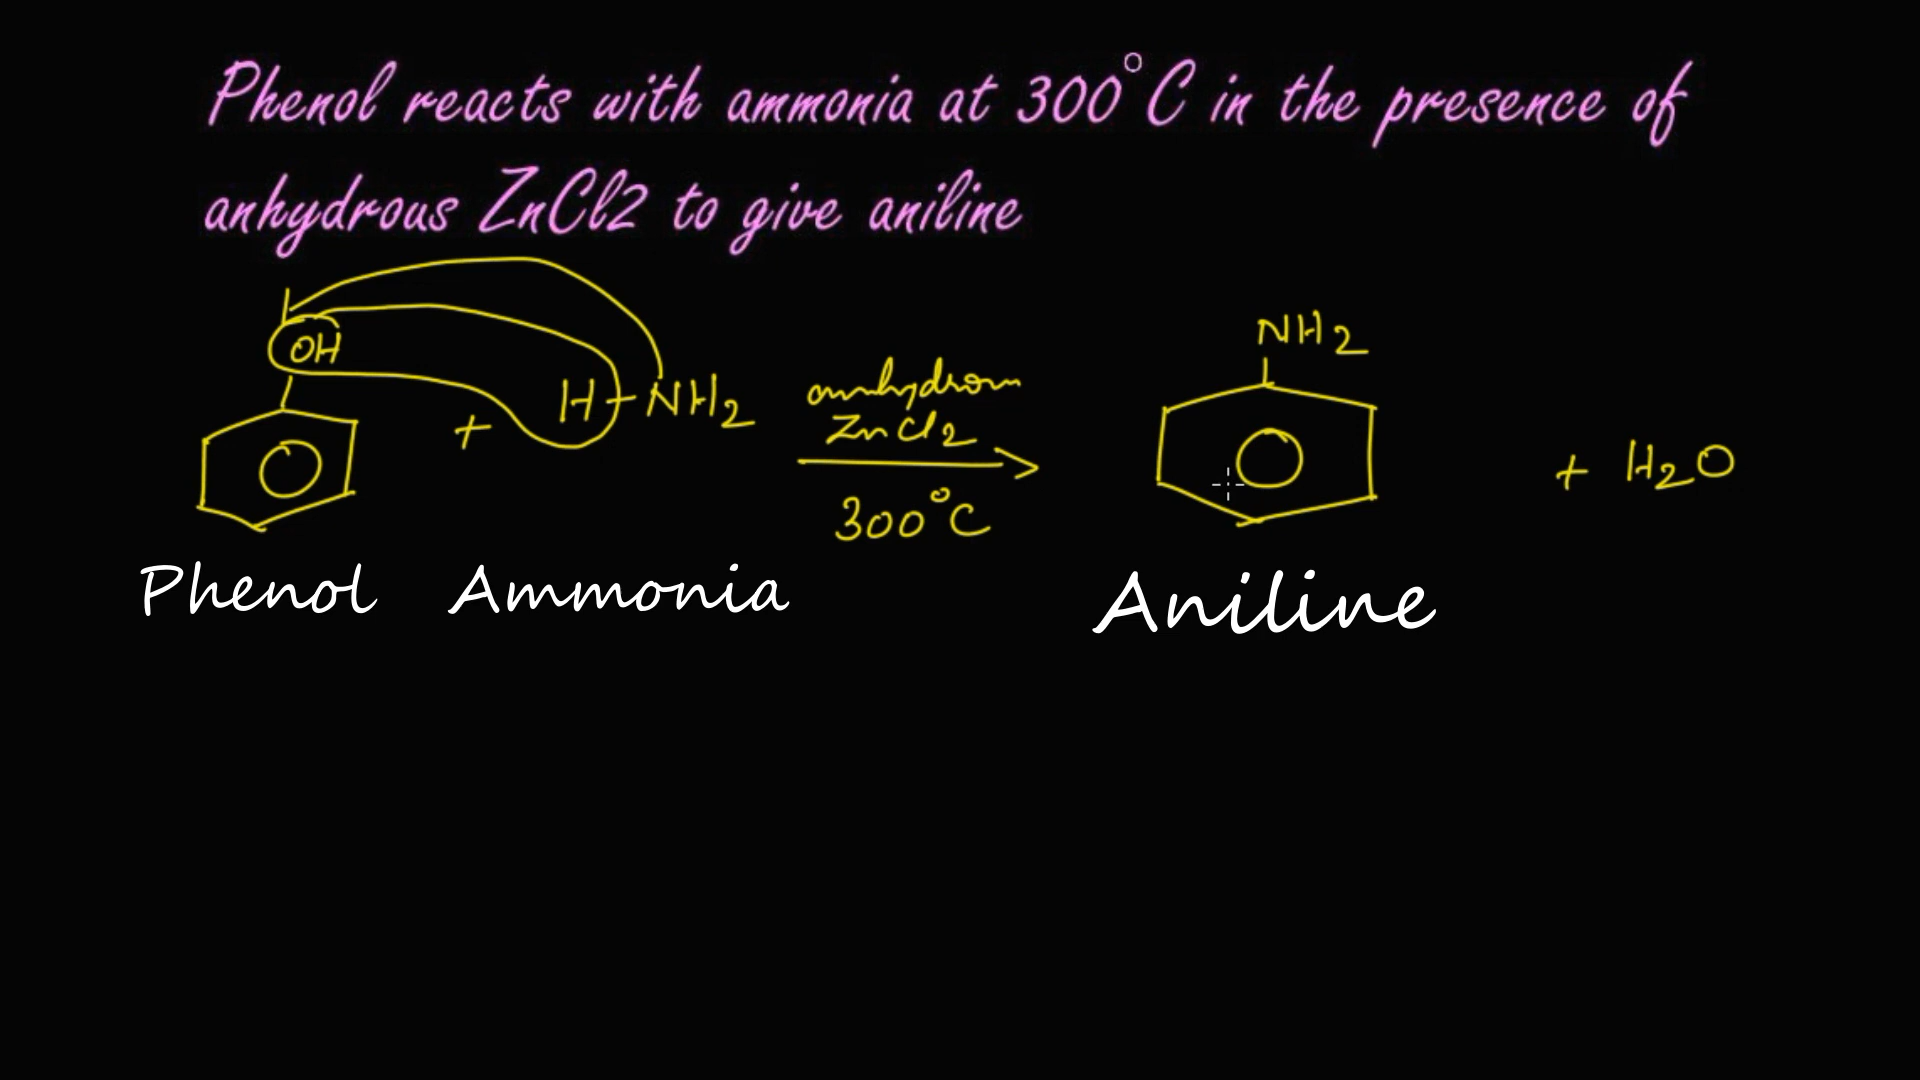 Phenol reacts with ammonia at 300°C in the presence of
anhydrous ZnCl2 to give aniline
OH
+ H-NH2
anhydrous
ZnCl2
300°C
NH2
+ H2O
Phenol Ammonia Aniline